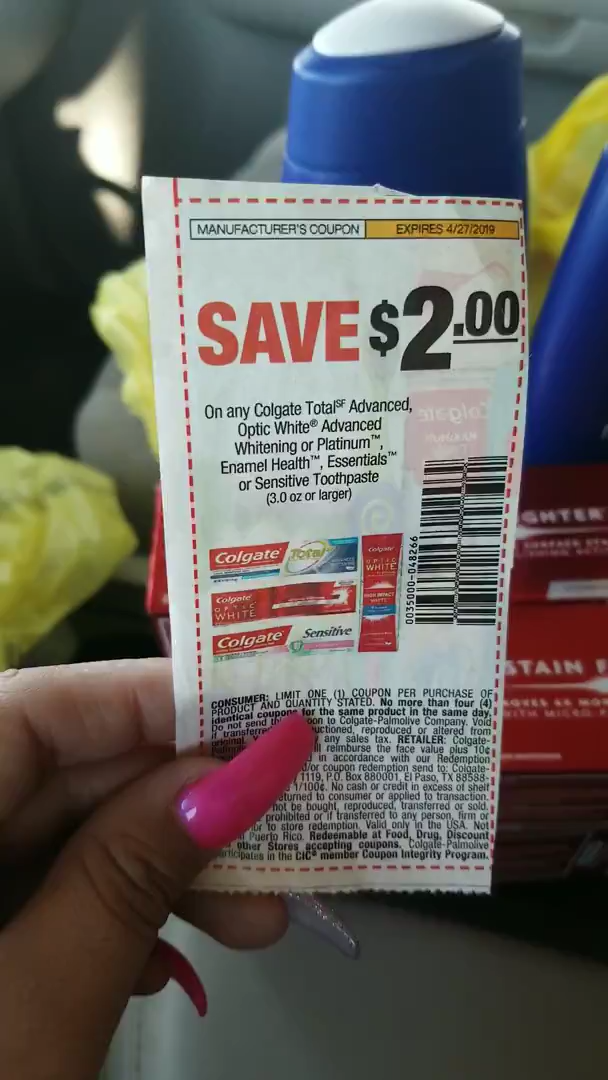 MANUFACTURER'S COUPON EXPIRES 4/27/2019
SAVE $2.00
On any Colgate Total SF Advanced,
Optic White® Advanced
Whitening or Platinum™,
Enamel Health™, Essentials™
or Sensitive Toothpaste
(3.0 oz or larger)
0035000-048266
Colgate Total
Colgate OPTIC WHITE
Colgate Sensitive
Colgate
OPTIC
WHITE
HIGH IMPACT
WHITE
CONSUMER: LIMIT ONE (1) COUPON PER PURCHASE OF
PRODUCT AND QUANTITY STATED. No more than four (4)
identical coupons for the same product in the same day.
Do not send this coupon to Colgate-Palmolive Company. Void
if transferred, auctioned, reproduced or altered from
original. any sales tax. RETAILER: Colgate-
will reimburse the face value plus 10¢
in accordance with our Redemption
/or coupon redemption send to: Colgate-
1119, P.O. Box 880001, El Paso, TX 88588-
1/100¢. No cash or credit in excess of shelf
returned to consumer or applied to transaction.
not be bought, reproduced, transferred or sold.
prohibited or if transferred to any person, firm or
to store redemption. Valid only in the USA. Not
Puerto Rico. Redeemable at Food, Drug, Discount
other Stores accepting coupons. Colgate-Palmolive
participates in the CIC® member Coupon Integrity Program.
GHTER
STAIN F